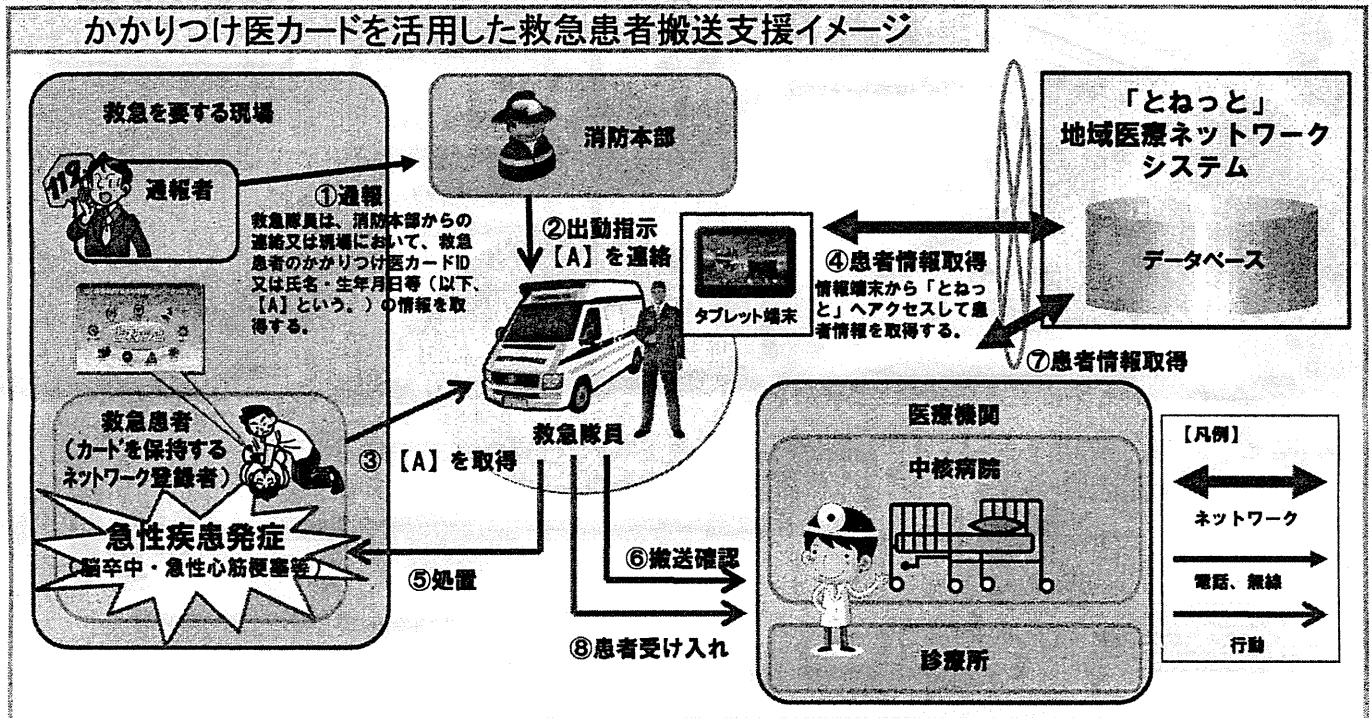 かかりつけ医カードを活用した救急患者搬送支援イメージ
救急を要する現場
119
通報者
①通報
救急隊員は、消防本部からの
連絡又は現場において、救急
患者のかかりつけ医カードID
又は氏名・生年月日等（以下、
【A】という。）の情報を取
得する。
救急患者
（カードを保持する
ネットワーク登録者）
急性疾患発症
（脳卒中・急性心筋梗塞等）
消防本部
②出動指示
【A】を連絡
③【A】を取得
救急隊員
タブレット端末
④患者情報取得
情報端末から「とねっ
と」へアクセスして患
者情報を取得する。
「とねっと」
地域医療ネットワーク
システム
データベース
⑤処置
⑥搬送確認
⑦患者情報取得
⑧患者受け入れ
医療機関
中核病院
診療所
【凡例】
ネットワーク
電話、無線
行動